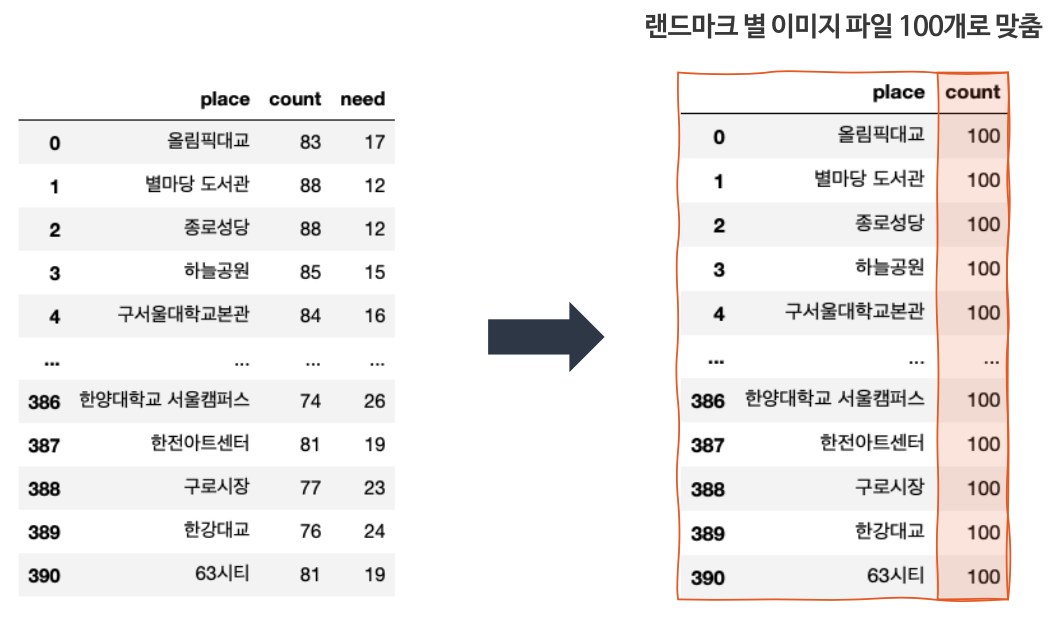 랜드마크 별 이미지 파일 100개로 맞춤
place count need
0 올림픽대교 83 17
1 별마당 도서관 88 12
2 종로성당 88 12
3 하늘공원 85 15
4 구서울대학교본관 84 16
... ... ... ...
386 한양대학교 서울캠퍼스 74 26
387 한전아트센터 81 19
388 구로시장 77 23
389 한강대교 76 24
390 63시티 81 19
place count
0 올림픽대교 100
1 별마당 도서관 100
2 종로성당 100
3 하늘공원 100
4 구서울대학교본관 100
... ... ...
386 한양대학교 서울캠퍼스 100
387 한전아트센터 100
388 구로시장 100
389 한강대교 100
390 63시티 100